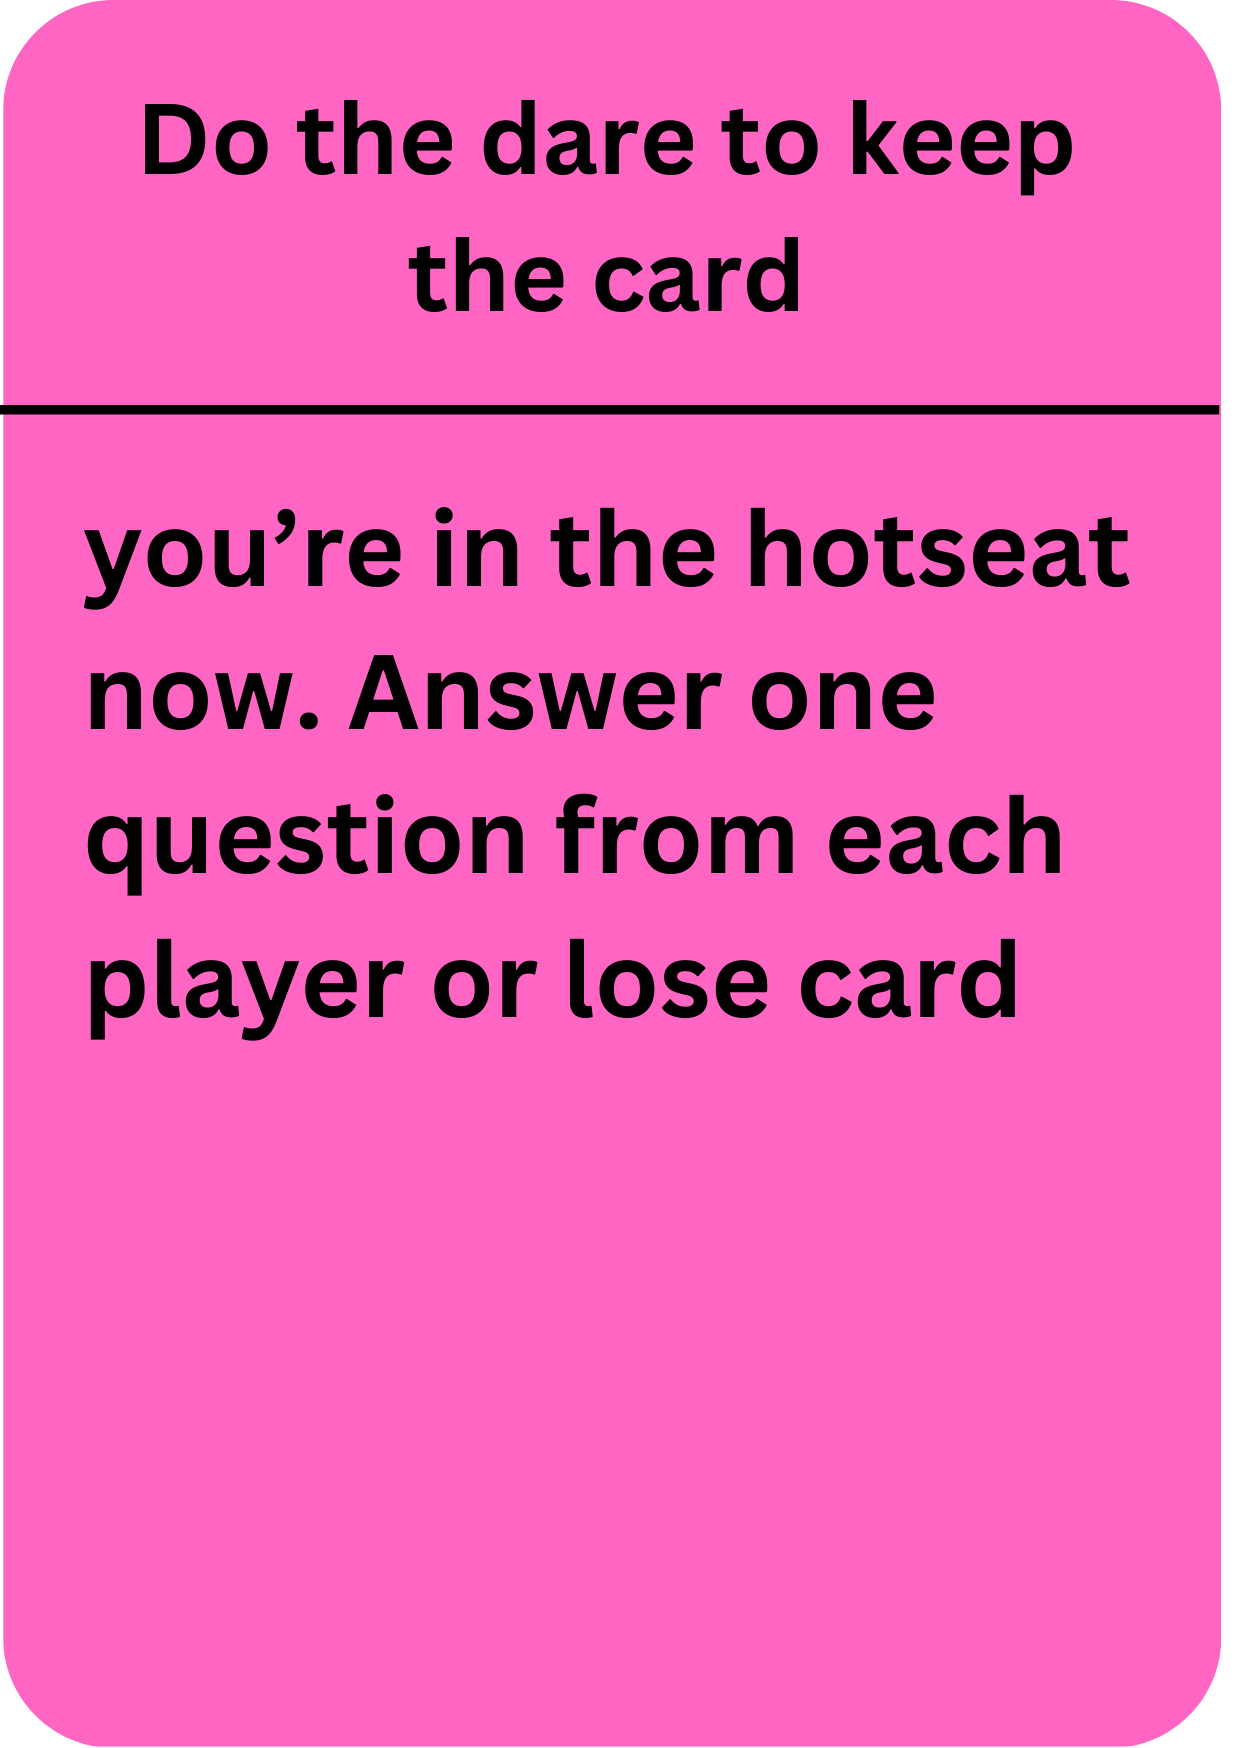 Do the dare to keep
the card
you’re in the hotseat
now. Answer one
question from each
player or lose card